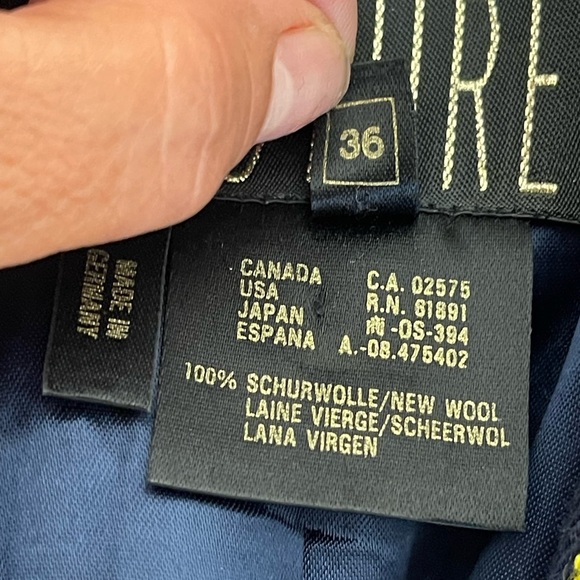 URE
36
MADE IN
GERMANY
CANADA C.A. 02575
USA R.N. 81891
JAPAN -OS-394
ESPANA A.-08.475402
100% SCHURWOLLE/NEW WOOL
LAINE VIERGE/SCHEERWOL
LANA VIRGEN